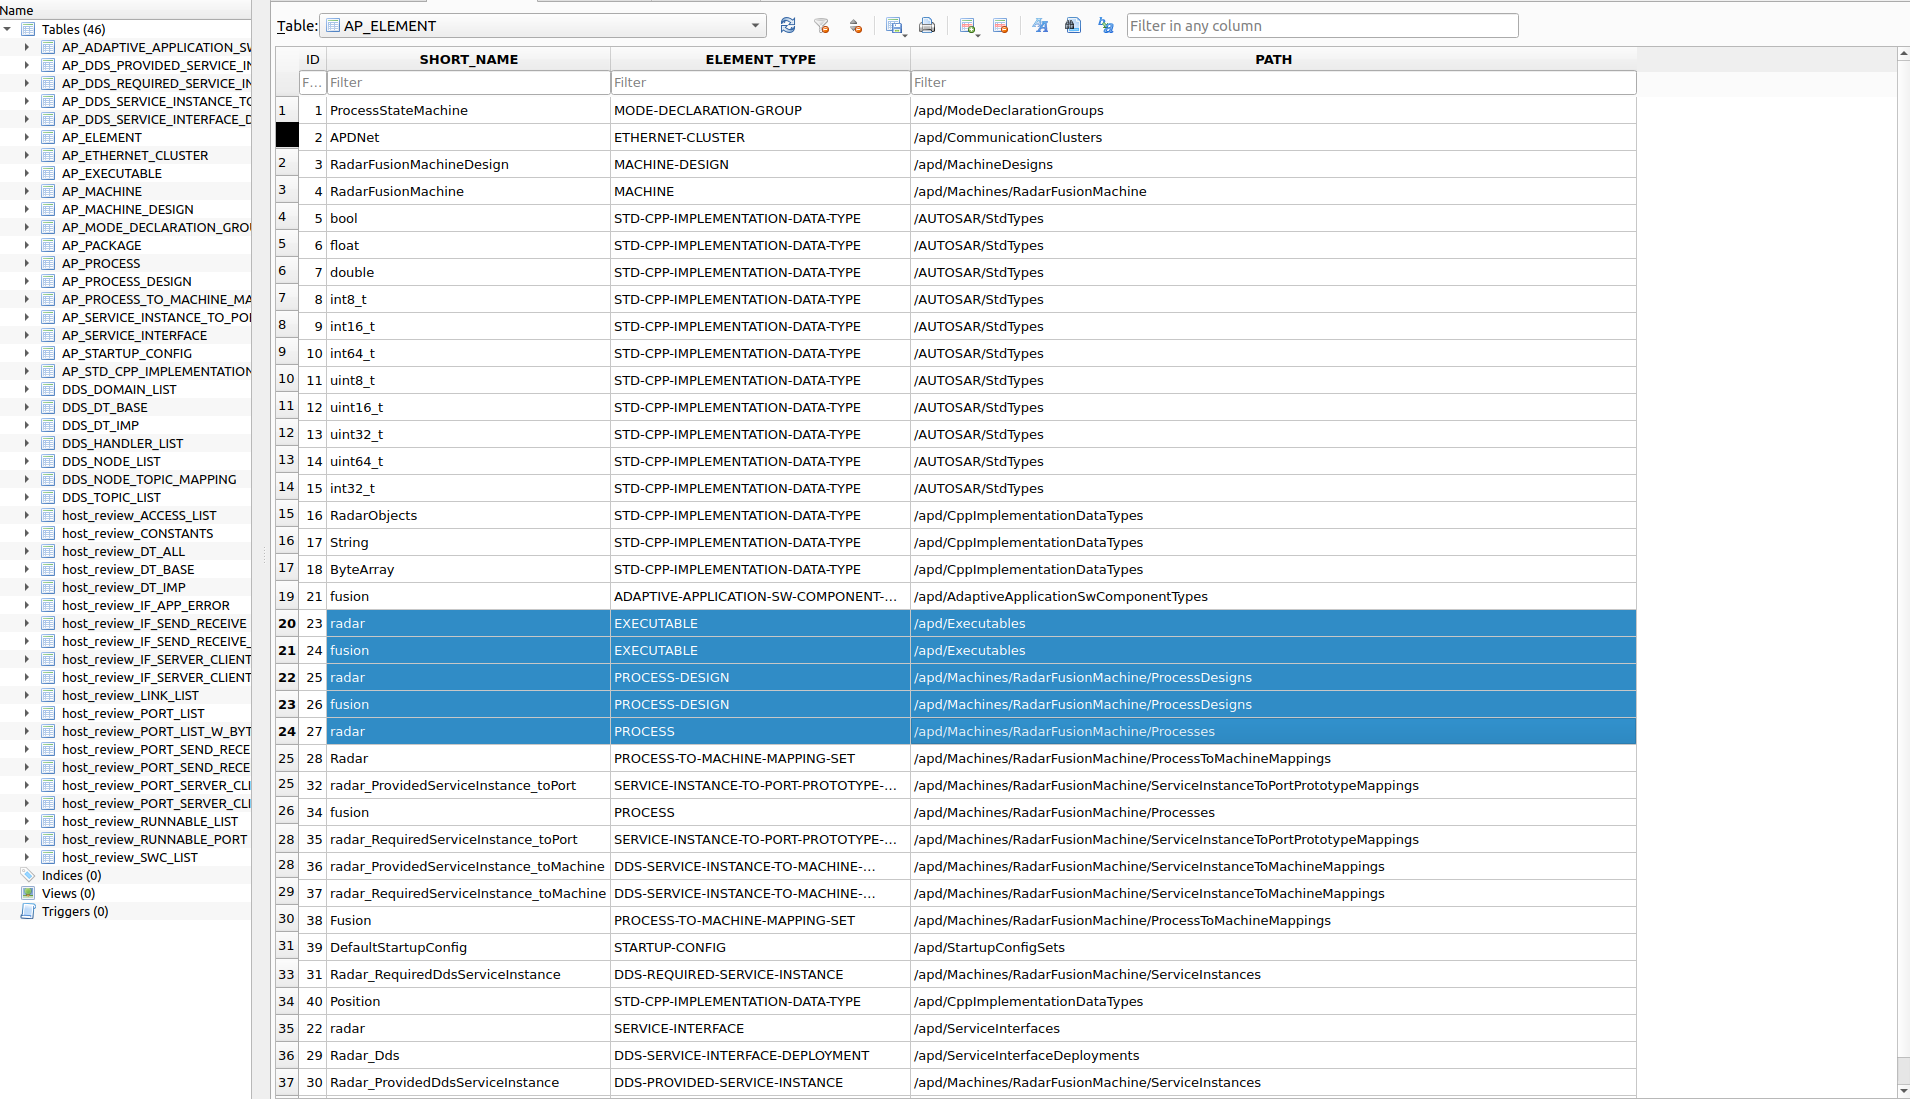 Name
Tables (46)
AP_ADAPTIVE_APPLICATION_SW
AP_DDS_PROVIDED_SERVICE_IN
AP_DDS_REQUIRED_SERVICE_IN
AP_DDS_SERVICE_INSTANCE_TO
AP_DDS_SERVICE_INTERFACE_D
AP_ELEMENT
AP_ETHERNET_CLUSTER
AP_EXECUTABLE
AP_MACHINE
AP_MACHINE_DESIGN
AP_MODE_DECLARATION_GROU
AP_PACKAGE
AP_PROCESS
AP_PROCESS_DESIGN
AP_PROCESS_TO_MACHINE_MA
AP_SERVICE_INSTANCE_TO_POI
AP_SERVICE_INTERFACE
AP_STARTUP_CONFIG
AP_STD_CPP_IMPLEMENTATION
DDS_DOMAIN_LIST
DDS_DT_BASE
DDS_DT_IMP
DDS_HANDLER_LIST
DDS_NODE_LIST
DDS_NODE_TOPIC_MAPPING
DDS_TOPIC_LIST
host_review_ACCESS_LIST
host_review_CONSTANTS
host_review_DT_ALL
host_review_DT_BASE
host_review_DT_IMP
host_review_IF_APP_ERROR
host_review_IF_SEND_RECEIVE
host_review_IF_SEND_RECEIVE_
host_review_IF_SERVER_CLIENT
host_review_IF_SERVER_CLIENT
host_review_LINK_LIST
host_review_PORT_LIST
host_review_PORT_LIST_W_BYT
host_review_PORT_SEND_RECE
host_review_PORT_SEND_RECE
host_review_PORT_SERVER_CLI
host_review_PORT_SERVER_CLI
host_review_RUNNABLE_LIST
host_review_RUNNABLE_PORT
host_review_SWC_LIST
Indices (0)
Views (0)
Triggers (0)
Table: AP_ELEMENT Filter in any column
ID SHORT_NAME ELEMENT_TYPE PATH
F... Filter Filter Filter
1 1 ProcessStateMachine MODE-DECLARATION-GROUP /apd/ModeDeclarationGroups
2 APDNet ETHERNET-CLUSTER /apd/CommunicationClusters
2 3 RadarFusionMachineDesign MACHINE-DESIGN /apd/MachineDesigns
3 4 RadarFusionMachine MACHINE /apd/Machines/RadarFusionMachine
4 5 bool STD-CPP-IMPLEMENTATION-DATA-TYPE /AUTOSAR/StdTypes
5 6 float STD-CPP-IMPLEMENTATION-DATA-TYPE /AUTOSAR/StdTypes
6 7 double STD-CPP-IMPLEMENTATION-DATA-TYPE /AUTOSAR/StdTypes
7 8 int8_t STD-CPP-IMPLEMENTATION-DATA-TYPE /AUTOSAR/StdTypes
8 9 int16_t STD-CPP-IMPLEMENTATION-DATA-TYPE /AUTOSAR/StdTypes
9 10 int64_t STD-CPP-IMPLEMENTATION-DATA-TYPE /AUTOSAR/StdTypes
10 11 uint8_t STD-CPP-IMPLEMENTATION-DATA-TYPE /AUTOSAR/StdTypes
11 12 uint16_t STD-CPP-IMPLEMENTATION-DATA-TYPE /AUTOSAR/StdTypes
12 13 uint32_t STD-CPP-IMPLEMENTATION-DATA-TYPE /AUTOSAR/StdTypes
13 14 uint64_t STD-CPP-IMPLEMENTATION-DATA-TYPE /AUTOSAR/StdTypes
14 15 int32_t STD-CPP-IMPLEMENTATION-DATA-TYPE /AUTOSAR/StdTypes
15 16 RadarObjects STD-CPP-IMPLEMENTATION-DATA-TYPE /apd/CppImplementationDataTypes
16 17 String STD-CPP-IMPLEMENTATION-DATA-TYPE /apd/CppImplementationDataTypes
17 18 ByteArray STD-CPP-IMPLEMENTATION-DATA-TYPE /apd/CppImplementationDataTypes
19 21 fusion ADAPTIVE-APPLICATION-SW-COMPONENT-... /apd/AdaptiveApplicationSwComponentTypes
20 23 radar EXECUTABLE /apd/Executables
21 24 fusion EXECUTABLE /apd/Executables
22 25 radar PROCESS-DESIGN /apd/Machines/RadarFusionMachine/ProcessDesigns
23 26 fusion PROCESS-DESIGN /apd/Machines/RadarFusionMachine/ProcessDesigns
24 27 radar PROCESS /apd/Machines/RadarFusionMachine/Processes
25 28 Radar PROCESS-TO-MACHINE-MAPPING-SET /apd/Machines/RadarFusionMachine/ProcessToMachineMappings
25 32 radar_ProvidedServiceInstance_toPort SERVICE-INSTANCE-TO-PORT-PROTOTYPE-... /apd/Machines/RadarFusionMachine/ServiceInstanceToPortPrototypeMappings
26 34 fusion PROCESS /apd/Machines/RadarFusionMachine/Processes
28 35 radar_RequiredServiceInstance_toPort SERVICE-INSTANCE-TO-PORT-PROTOTYPE-... /apd/Machines/RadarFusionMachine/ServiceInstanceToPortPrototypeMappings
28 36 radar_ProvidedServiceInstance_toMachine DDS-SERVICE-INSTANCE-TO-MACHINE-... /apd/Machines/RadarFusionMachine/ServiceInstanceToMachineMappings
29 37 radar_RequiredServiceInstance_toMachine DDS-SERVICE-INSTANCE-TO-MACHINE-... /apd/Machines/RadarFusionMachine/ServiceInstanceToMachineMappings
30 38 Fusion PROCESS-TO-MACHINE-MAPPING-SET /apd/Machines/RadarFusionMachine/ProcessToMachineMappings
31 39 DefaultStartupConfig STARTUP-CONFIG /apd/StartupConfigSets
33 31 Radar_RequiredDdsServiceInstance DDS-REQUIRED-SERVICE-INSTANCE /apd/Machines/RadarFusionMachine/ServiceInstances
34 40 Position STD-CPP-IMPLEMENTATION-DATA-TYPE /apd/CppImplementationDataTypes
35 22 radar SERVICE-INTERFACE /apd/ServiceInterfaces
36 29 Radar_Dds DDS-SERVICE-INTERFACE-DEPLOYMENT /apd/ServiceInterfaceDeployments
37 30 Radar_ProvidedDdsServiceInstance DDS-PROVIDED-SERVICE-INSTANCE /apd/Machines/RadarFusionMachine/ServiceInstances